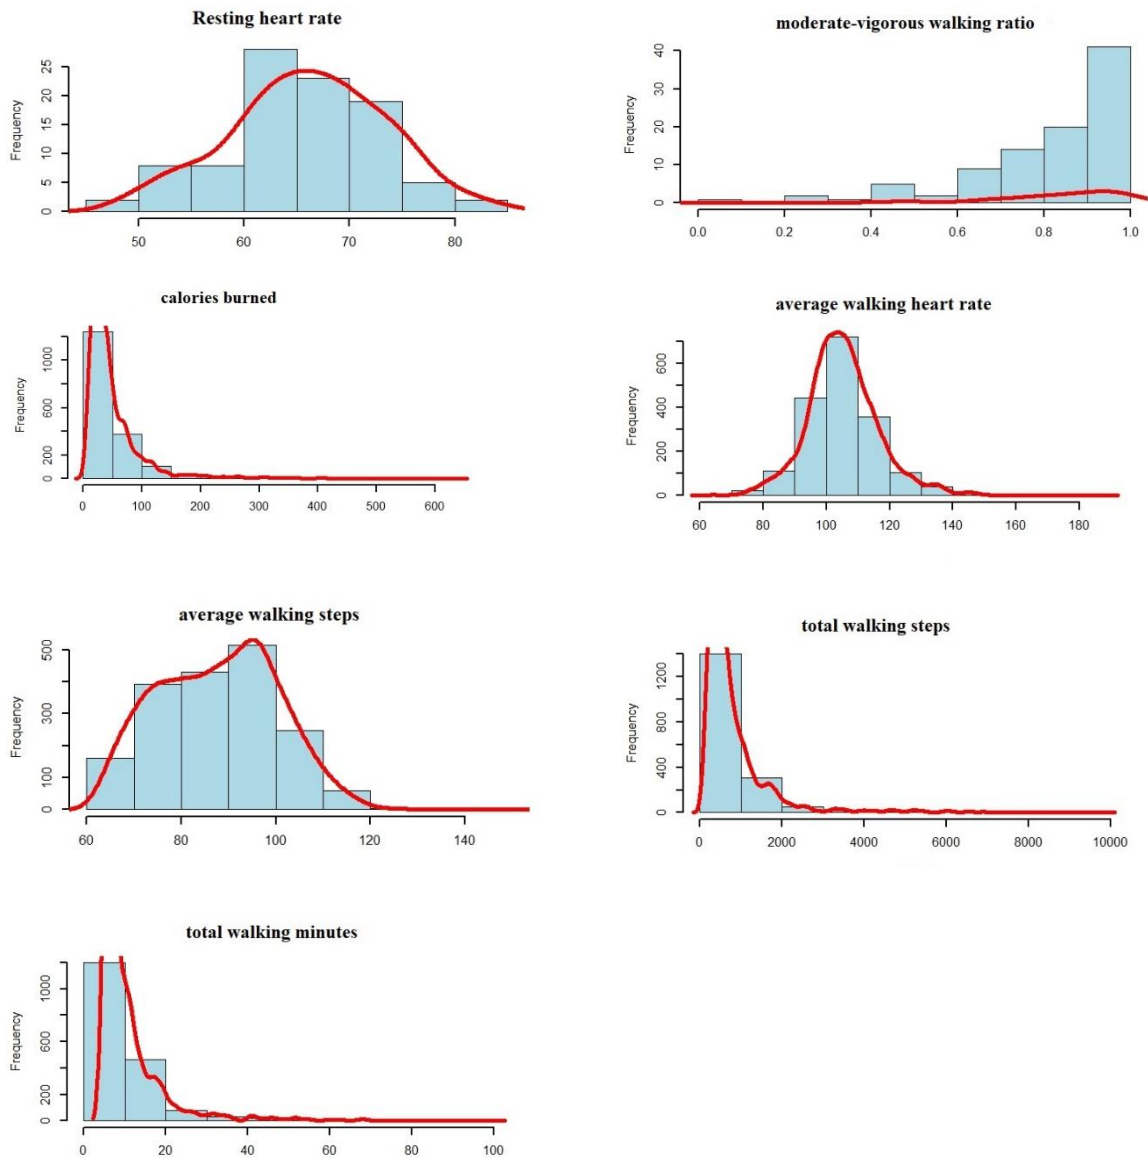 Resting heart rate
Frequency
0 5 10 15 20 25
50 60 70 80
moderate-vigorous walking ratio
Frequency
0 10 20 30 40
0.0 0.2 0.4 0.6 0.8 1.0
calories burned
Frequency
0 200 600 1000
0 100 200 300 400 500 600
average walking heart rate
Frequency
0 200 400 600
60 80 100 120 140 160 180
average walking steps
Frequency
0 100 300 500
60 80 100 120 140
total walking steps
Frequency
0 400 800 1200
0 2000 4000 6000 8000 10000
total walking minutes
Frequency
0 200 600 1000
0 20 40 60 80 100